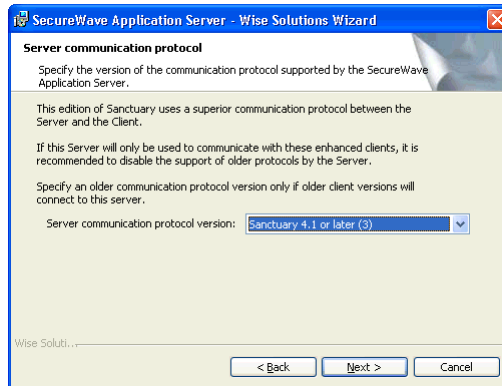 SecureWave Application Server - Wise Solutions Wizard
Server communication protocol
Specify the version of the communication protocol supported by the SecureWave
Application Server.
This edition of Sanctuary uses a superior communication protocol between the
Server and the Client.
If this Server will only be used to communicate with these enhanced clients, it is
recommended to disable the support of older protocols by the Server.
Specify an older communication protocol version only if older client versions will
connect to this server.
Server communication protocol version: Sanctuary 4.1 or later (3)
Wise Soluti...
< Back Next > Cancel